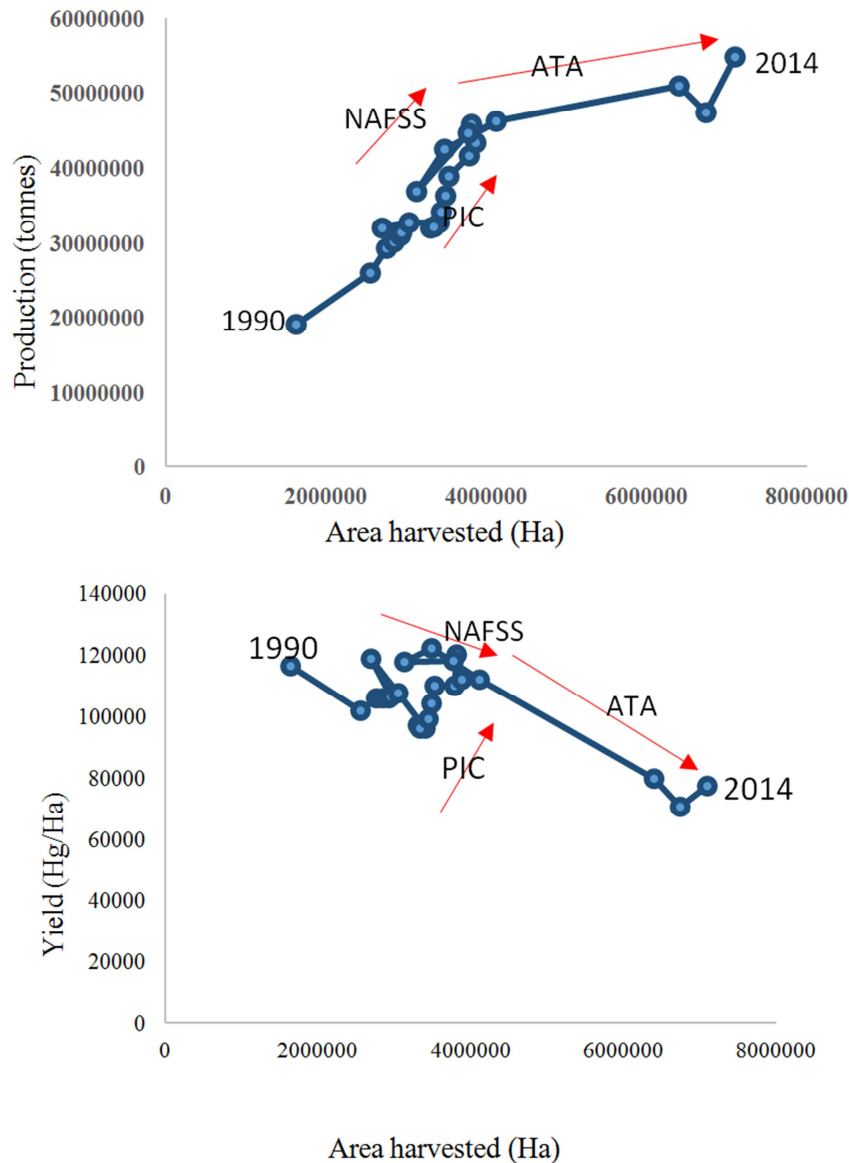 60000000
50000000
40000000
30000000
20000000
10000000
0
Production (tonnes)
ATA
2014
NAFSS
PIC
1990
0
2000000
4000000
6000000
8000000
Area harvested (Ha)
140000
120000
100000
80000
60000
40000
20000
0
Yield (Hg/Ha)
1990
NAFSS
ATA
PIC
2014
0
2000000
4000000
6000000
8000000
Area harvested (Ha)